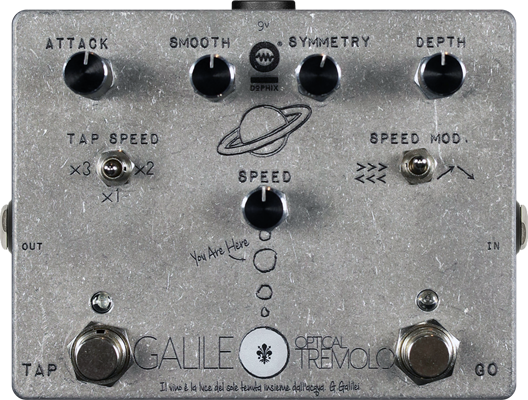 9V
ATTACK SMOOTH SYMMETRY DEPTH
DEPHIX
TAP SPEED SPEED MOD.
×3 ×2
×1
>>>>
<<<<
SPEED
You Are Here
OUT IN
GALILEO OPTICAL
TREMOLO
TAP GO
Il vino è la luce del sole tenuta insieme dall'acqua. G. Galilei